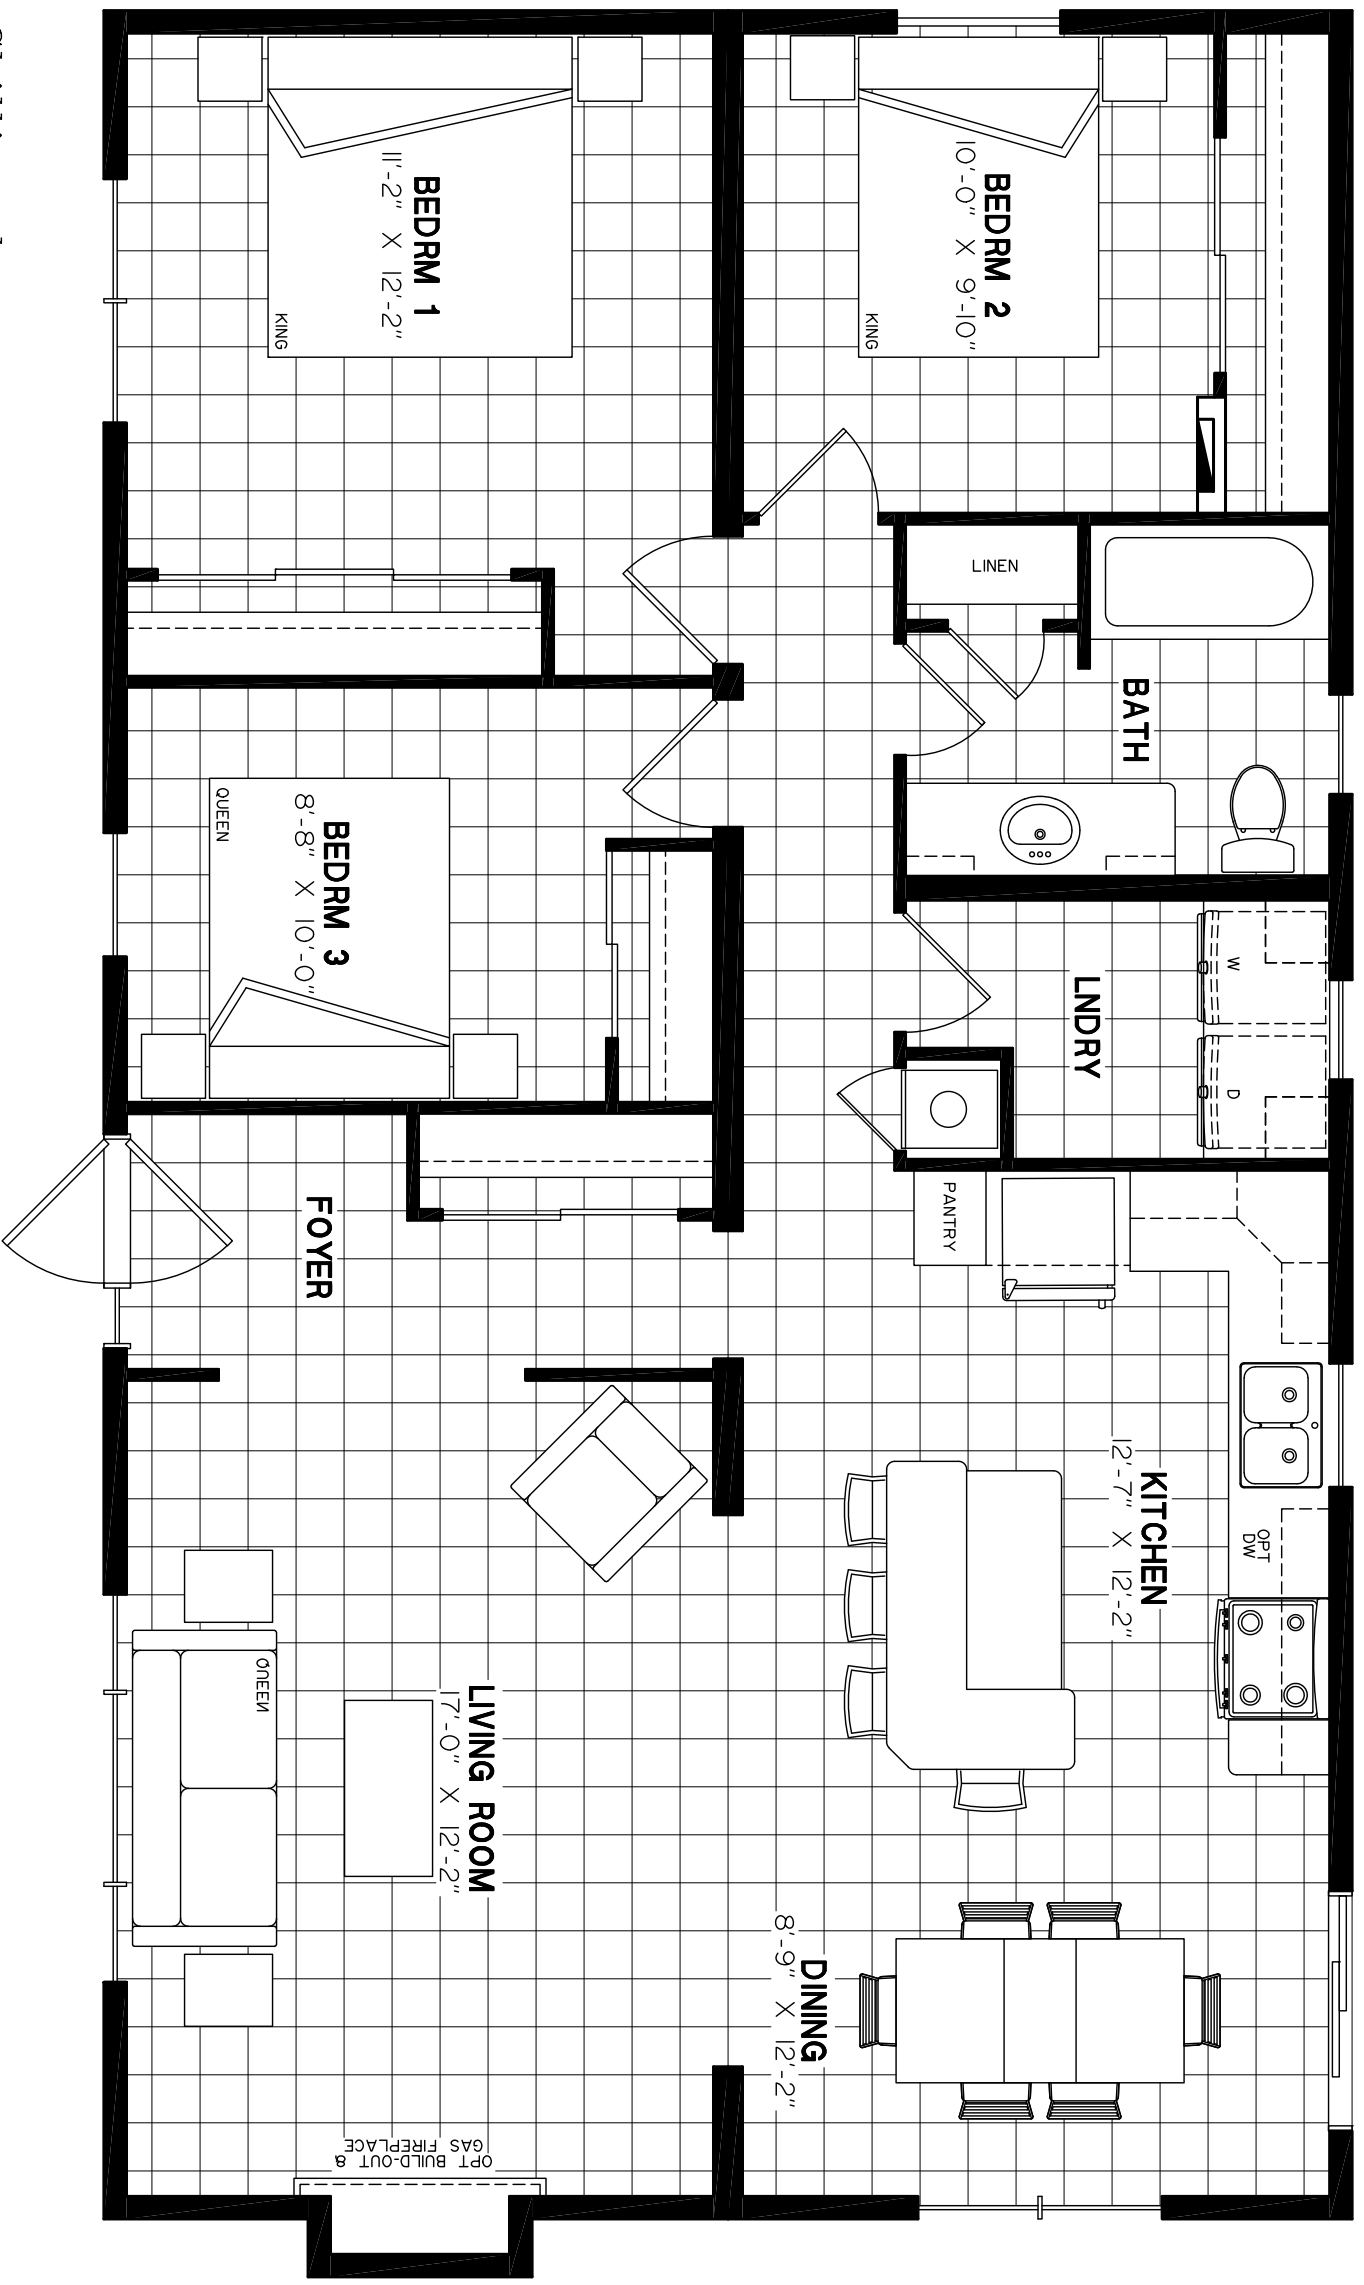 BEDRM 1
11'-2" X 12'-2"
KING
BEDRM 2
10'-0" X 9'-10"
KING
LINEN
BATH
BEDRM 3
8'-8" X 10'-0"
QUEEN
W
D
LNDRY
FOYER
PANTRY
KITCHEN
12'-7" X 12'-2"
OPT
DW
LIVING ROOM
17'-0" X 12'-2"
QUEEN
DINING
8'-9" X 12'-2"
OPT BUILD-OUT &
GAS FIREPLACE